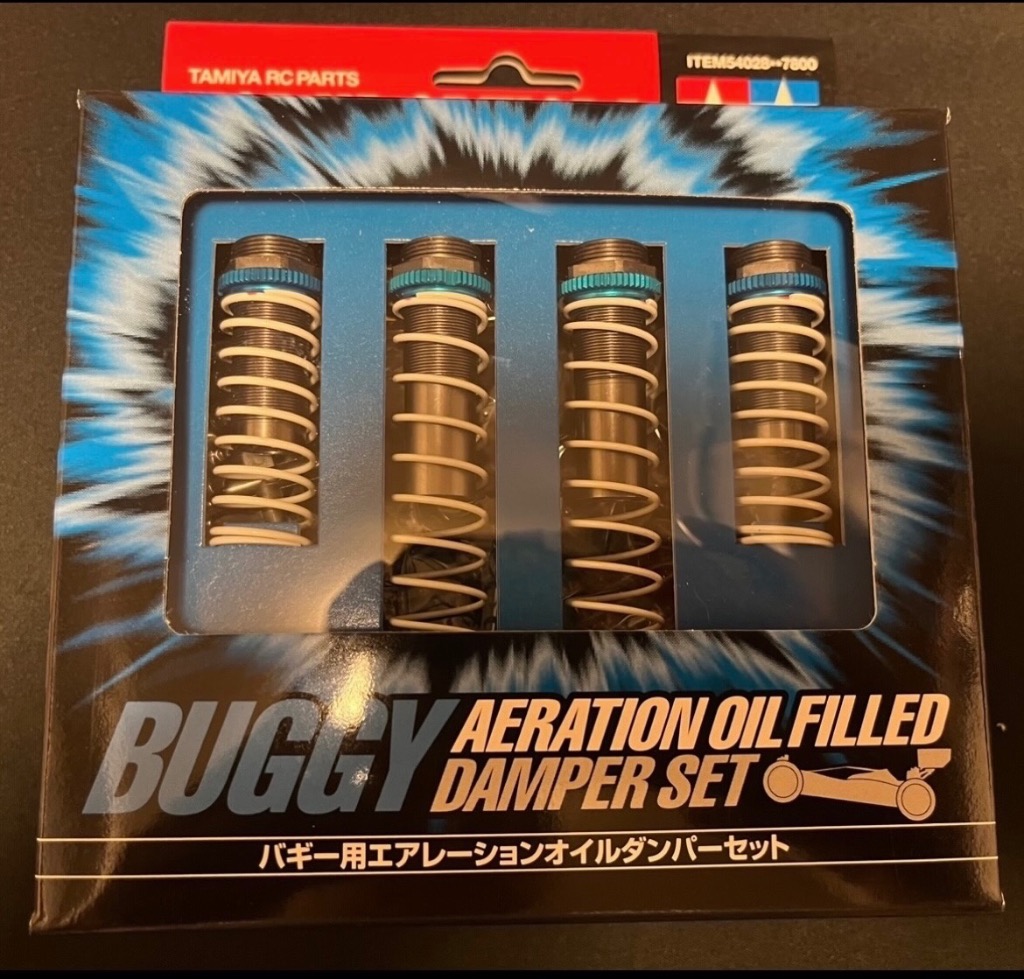 TAMIYA RC PARTS
ITEM54028**7800
BUGGY AERATION OIL FILLED
DAMPER SET
バギー用エアレーションオイルダンパーセット